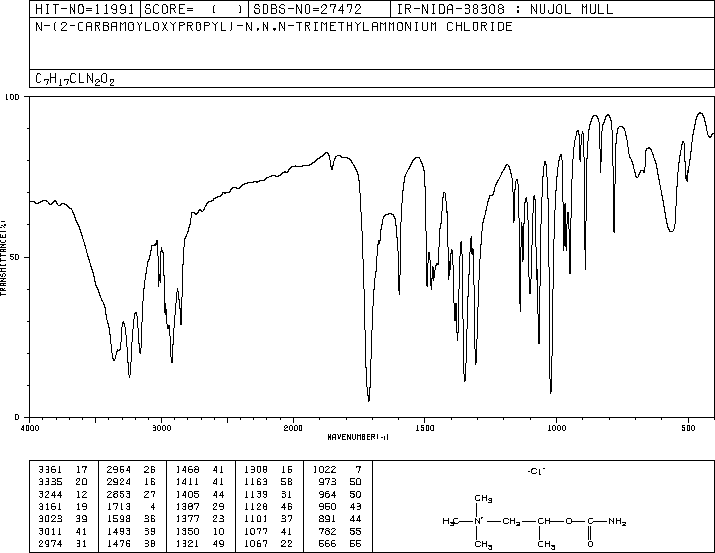 HIT-NO=11991 SCORE= ( ) SDBS-NO=27472 IR-NIDA-38308 : NUJOL MULL
N-(2-CARBAMOYLOXYPROPYL)-N,N,N-TRIMETHYLAMMONIUM CHLORIDE
C7H17CLN2O2
100
50
0
TRANSMITTANCE(%)
4000 3000 2000 1500 1000 500
WAVENUMBER(-1)
3361 17 2964 26 1468 41 1308 16 1022 7
3335 20 2924 16 1411 41 1163 58 973 50
3244 12 2853 27 1405 44 1139 31 964 50
3161 19 1713 4 1387 29 1128 46 950 43
3023 39 1598 36 1377 23 1101 37 891 44
3011 41 1493 39 1350 10 1077 41 782 55
2974 31 1476 38 1321 49 1067 22 566 55
·Cl-
CH3
H3C N+ CH2 CH O C NH2
CH3 CH3 O